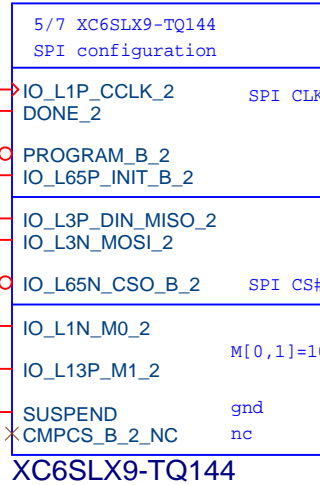 5/7 XC6SLX9-TQ144
SPI configuration
IO_L1P_CCLK_2 SPI CLK
DONE_2
PROGRAM_B_2
IO_L65P_INIT_B_2
IO_L3P_DIN_MISO_2
IO_L3N_MOSI_2
IO_L65N_CSO_B_2 SPI CS#
IO_L1N_M0_2
M[0,1]=10
IO_L13P_M1_2
SUSPEND gnd
CMPCS_B_2_NC nc
XC6SLX9-TQ144